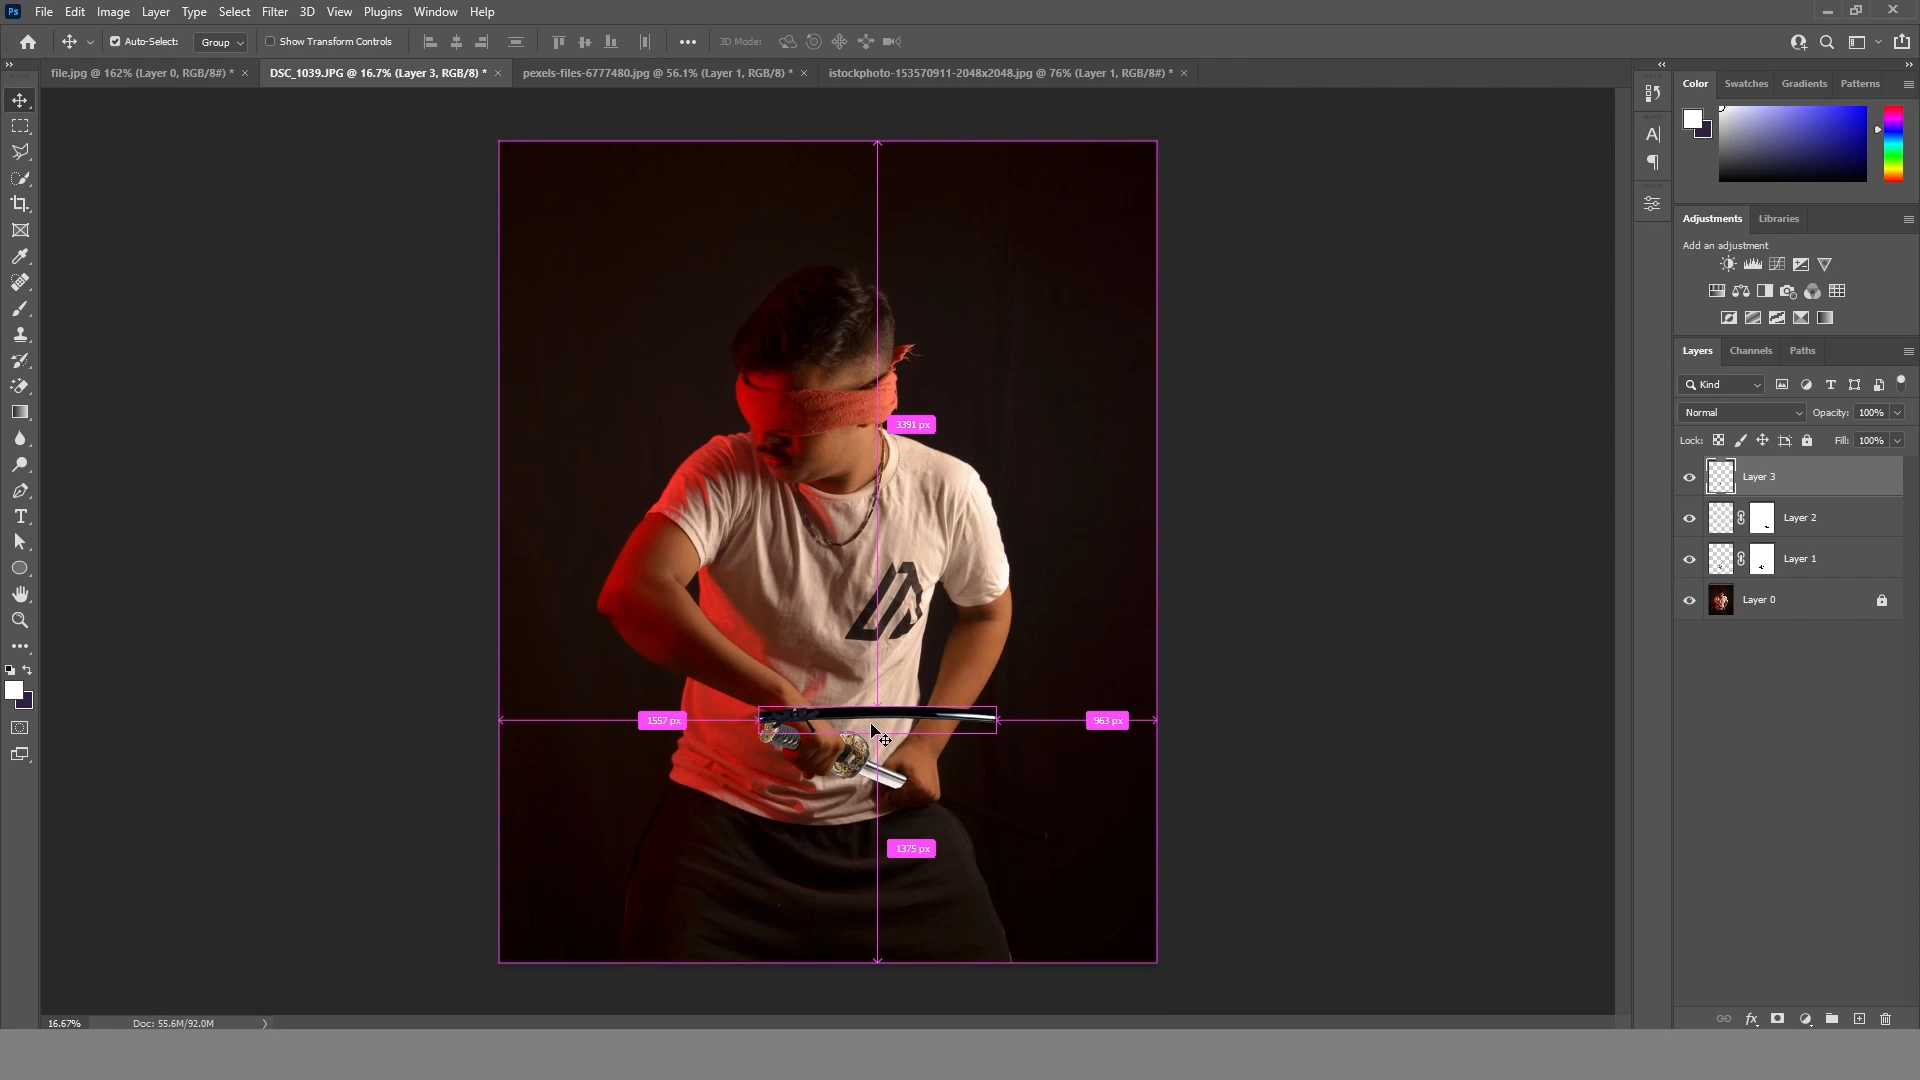 Ps File Edit Image Layer Type Select Filter 3D View Plugins Window Help
Auto-Select: Group Show Transform Controls 3D Mode:
file.jpg @ 162% (Layer 0, RGB/8#) * DSC_1039.JPG @ 16.7% (Layer 3, RGB/8) * pexels-files-6777480.jpg @ 56.1% (Layer 1, RGB/8) * istockphoto-153570911-2048x2048.jpg @ 76% (Layer 1, RGB/8#) *
Color Swatches Gradients Patterns
Adjustments Libraries
Add an adjustment
Layers Channels Paths
Kind
Normal Opacity: 100%
Lock: Fill: 100%
Layer 3
Layer 2
Layer 1
Layer 0
3391 px
1557 px 963 px
1375 px
16.67% Doc: 55.6M/92.0M